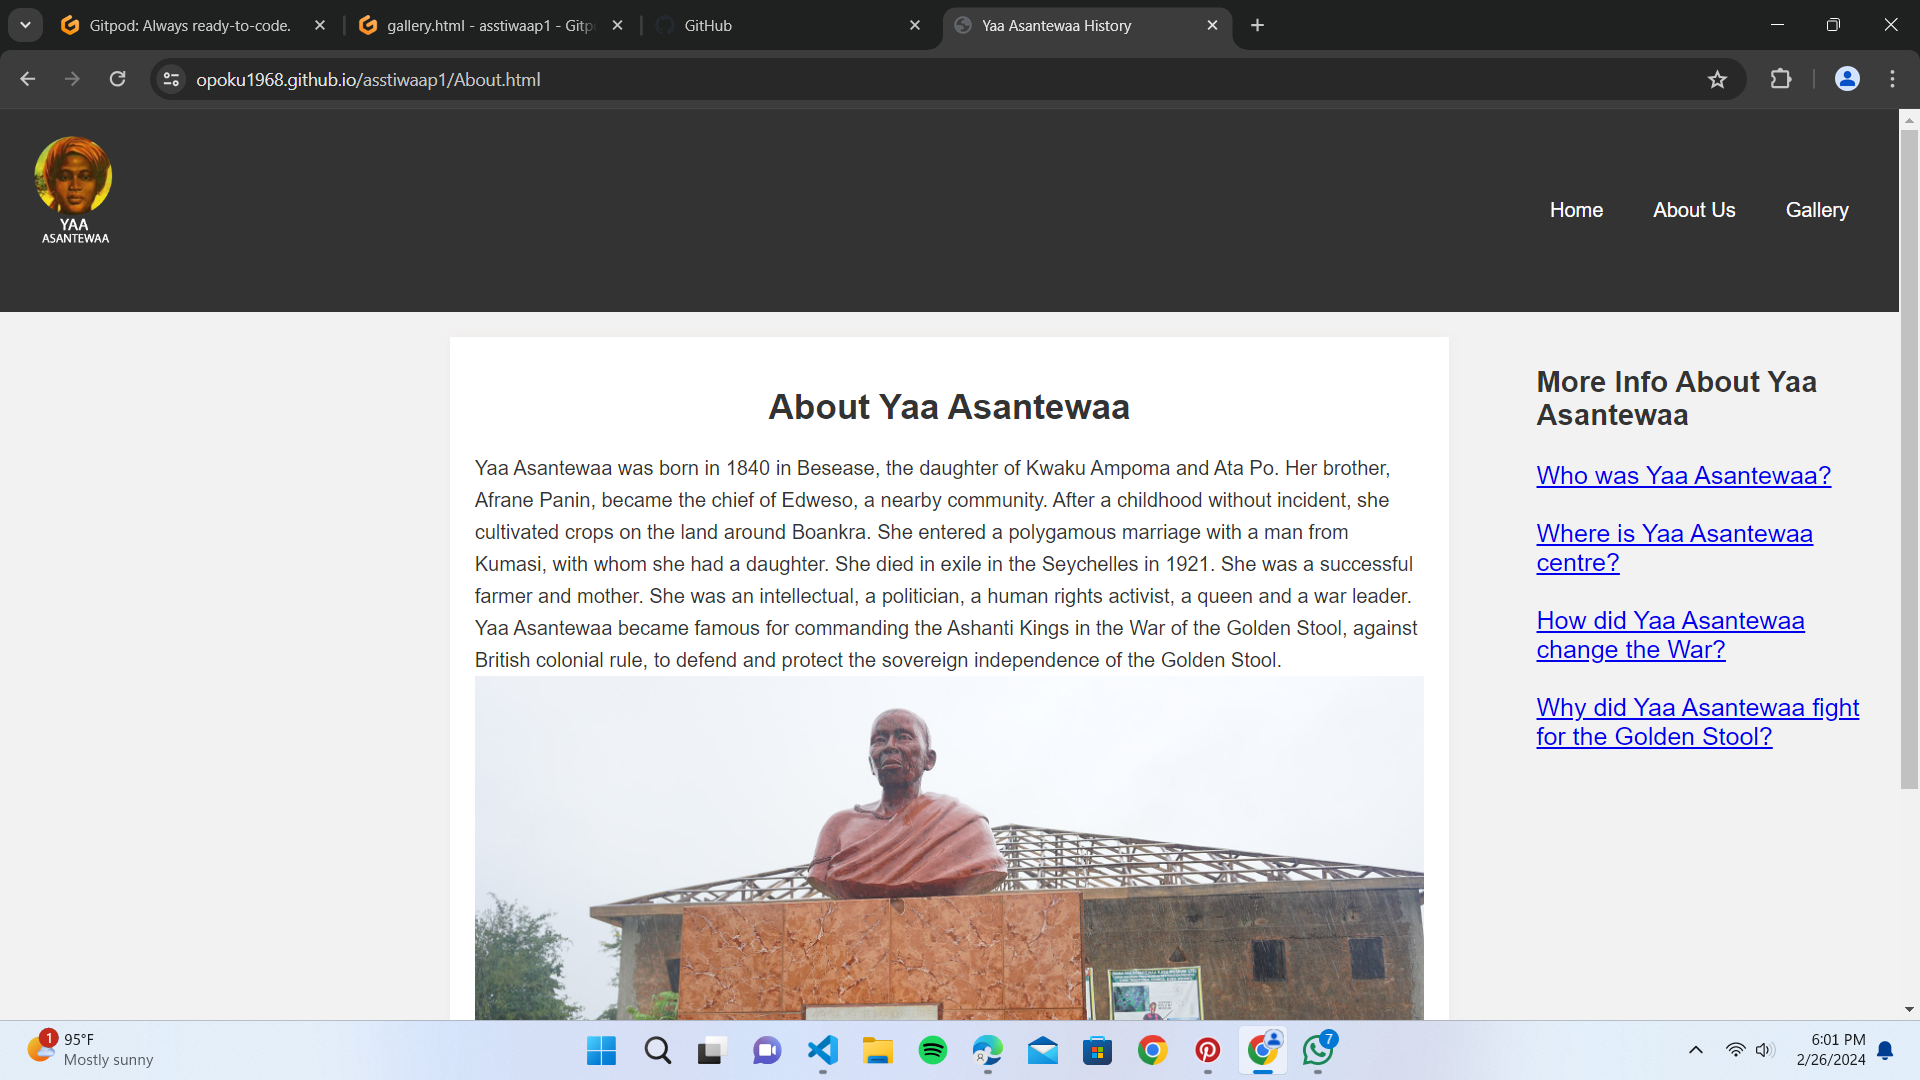 Gitpod: Always ready-to-code.
gallery.html - asstiwaap1 - Gitp
GitHub
Yaa Asantewaa History
opoku1968.github.io/asstiwaap1/About.html
YAA
ASANTEWAA
Home
About Us
Gallery
About Yaa Asantewaa
Yaa Asantewaa was born in 1840 in Besease, the daughter of Kwaku Ampoma and Ata Po. Her brother,
Afrane Panin, became the chief of Edweso, a nearby community. After a childhood without incident, she
cultivated crops on the land around Boankra. She entered a polygamous marriage with a man from
Kumasi, with whom she had a daughter. She died in exile in the Seychelles in 1921. She was a successful
farmer and mother. She was an intellectual, a politician, a human rights activist, a queen and a war leader.
Yaa Asantewaa became famous for commanding the Ashanti Kings in the War of the Golden Stool, against
British colonial rule, to defend and protect the sovereign independence of the Golden Stool.
More Info About Yaa
Asantewaa
Who was Yaa Asantewaa?
Where is Yaa Asantewaa
centre?
How did Yaa Asantewaa
change the War?
Why did Yaa Asantewaa fight
for the Golden Stool?
1
95°F
Mostly sunny
7
6:01 PM
2/26/2024